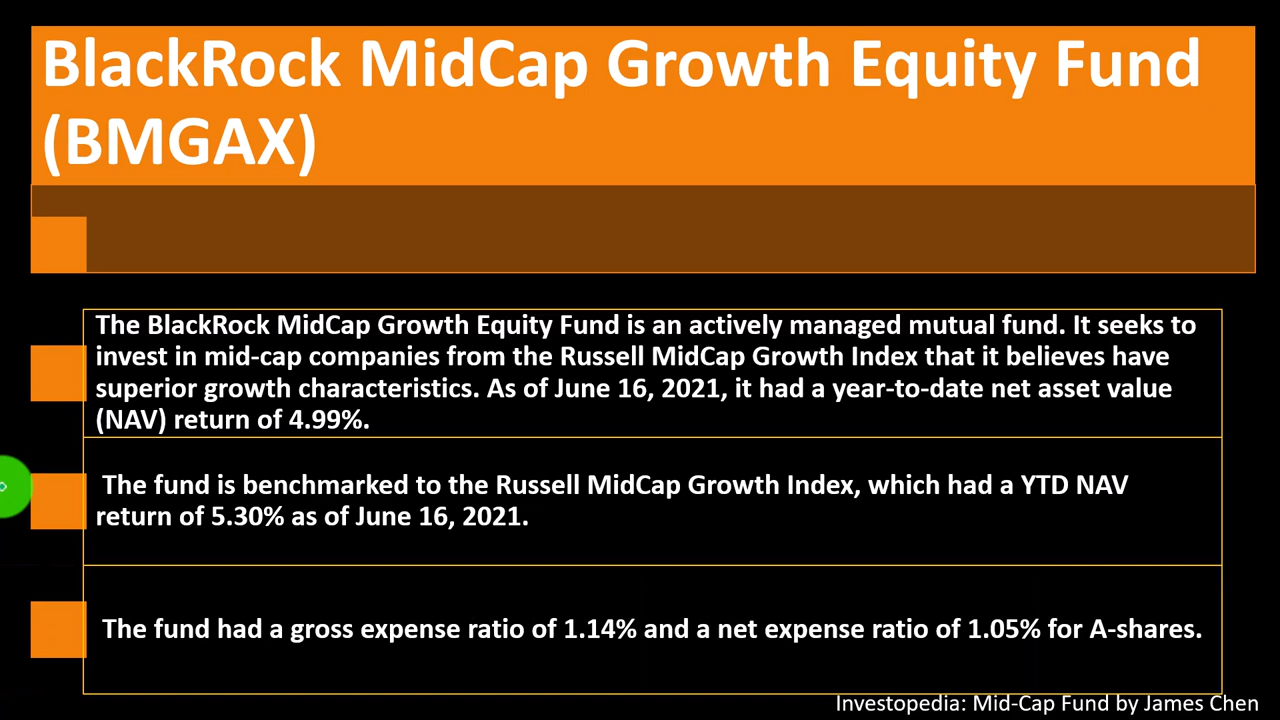 BlackRock MidCap Growth Equity Fund
(BMGAX)
The BlackRock MidCap Growth Equity Fund is an actively managed mutual fund. It seeks to
invest in mid-cap companies from the Russell MidCap Growth Index that it believes have
superior growth characteristics. As of June 16, 2021, it had a year-to-date net asset value
(NAV) return of 4.99%.
The fund is benchmarked to the Russell MidCap Growth Index, which had a YTD NAV
return of 5.30% as of June 16, 2021.
The fund had a gross expense ratio of 1.14% and a net expense ratio of 1.05% for A-shares.
Investopedia: Mid-Cap Fund by James Chen